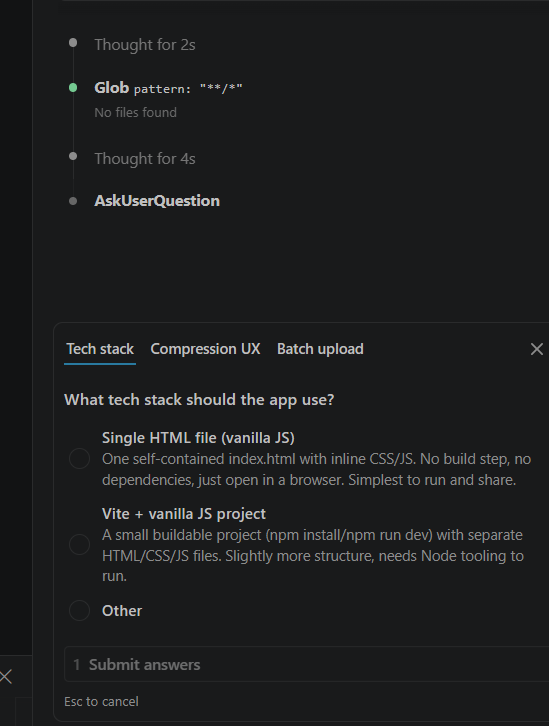 Thought for 2s
Glob pattern: "**/*"
No files found
Thought for 4s
AskUserQuestion
Tech stack Compression UX Batch upload
What tech stack should the app use?
Single HTML file (vanilla JS)
One self-contained index.html with inline CSS/JS. No build step, no
dependencies, just open in a browser. Simplest to run and share.
Vite + vanilla JS project
A small buildable project (npm install/npm run dev) with separate
HTML/CSS/JS files. Slightly more structure, needs Node tooling to
run.
Other
1 Submit answers
Esc to cancel